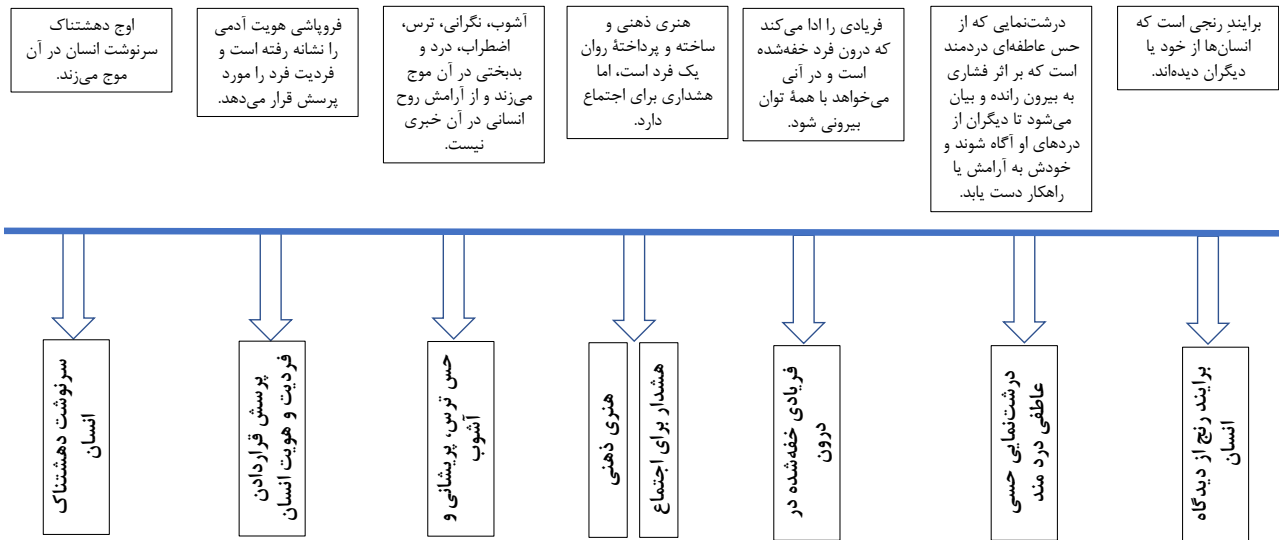 برایندِ رنجی است که
انسان‌ها از خود یا
دیگران دیده‌اند.
درشت‌نمایی که از
حس عاطفه‌ای دردمند
است که بر اثر فشاری
به بیرون رانده و بیان
می‌شود تا دیگران از
دردهای او آگاه شوند و
خودش به آرامش یا
راهکار دست یابد.
فریادی را ادا می‌کند
که درون فرد خفه‌شده
است و در آنی
می‌خواهد با همۀ توان
بیرونی شود.
هنری ذهنی و
ساخته و پرداختۀ روان
یک فرد است، اما
هشداری برای اجتماع
دارد.
آشوب، نگرانی، ترس،
اضطراب، درد و
بدبختی در آن موج
می‌زند و از آرامش روح
انسانی در آن خبری
نیست.
فروپاشی هویت آدمی
را نشانه رفته است و
فردیت فرد را مورد
پرسش قرار می‌دهد.
اوج دهشتناک
سرنوشت انسان در آن
موج می‌زند.
برایند رنج از دیدگاه
انسان
درشت‌نمایی حسی
عاطفی درد مند
فریادی خفه‌شده در
درون
هشدار برای اجتماع
هنری ذهنی
حس ترس، پریشانی و
آشوب
پرسش قراردادن
فردیت و هویت انسان
سرنوشت دهشتناک
انسان